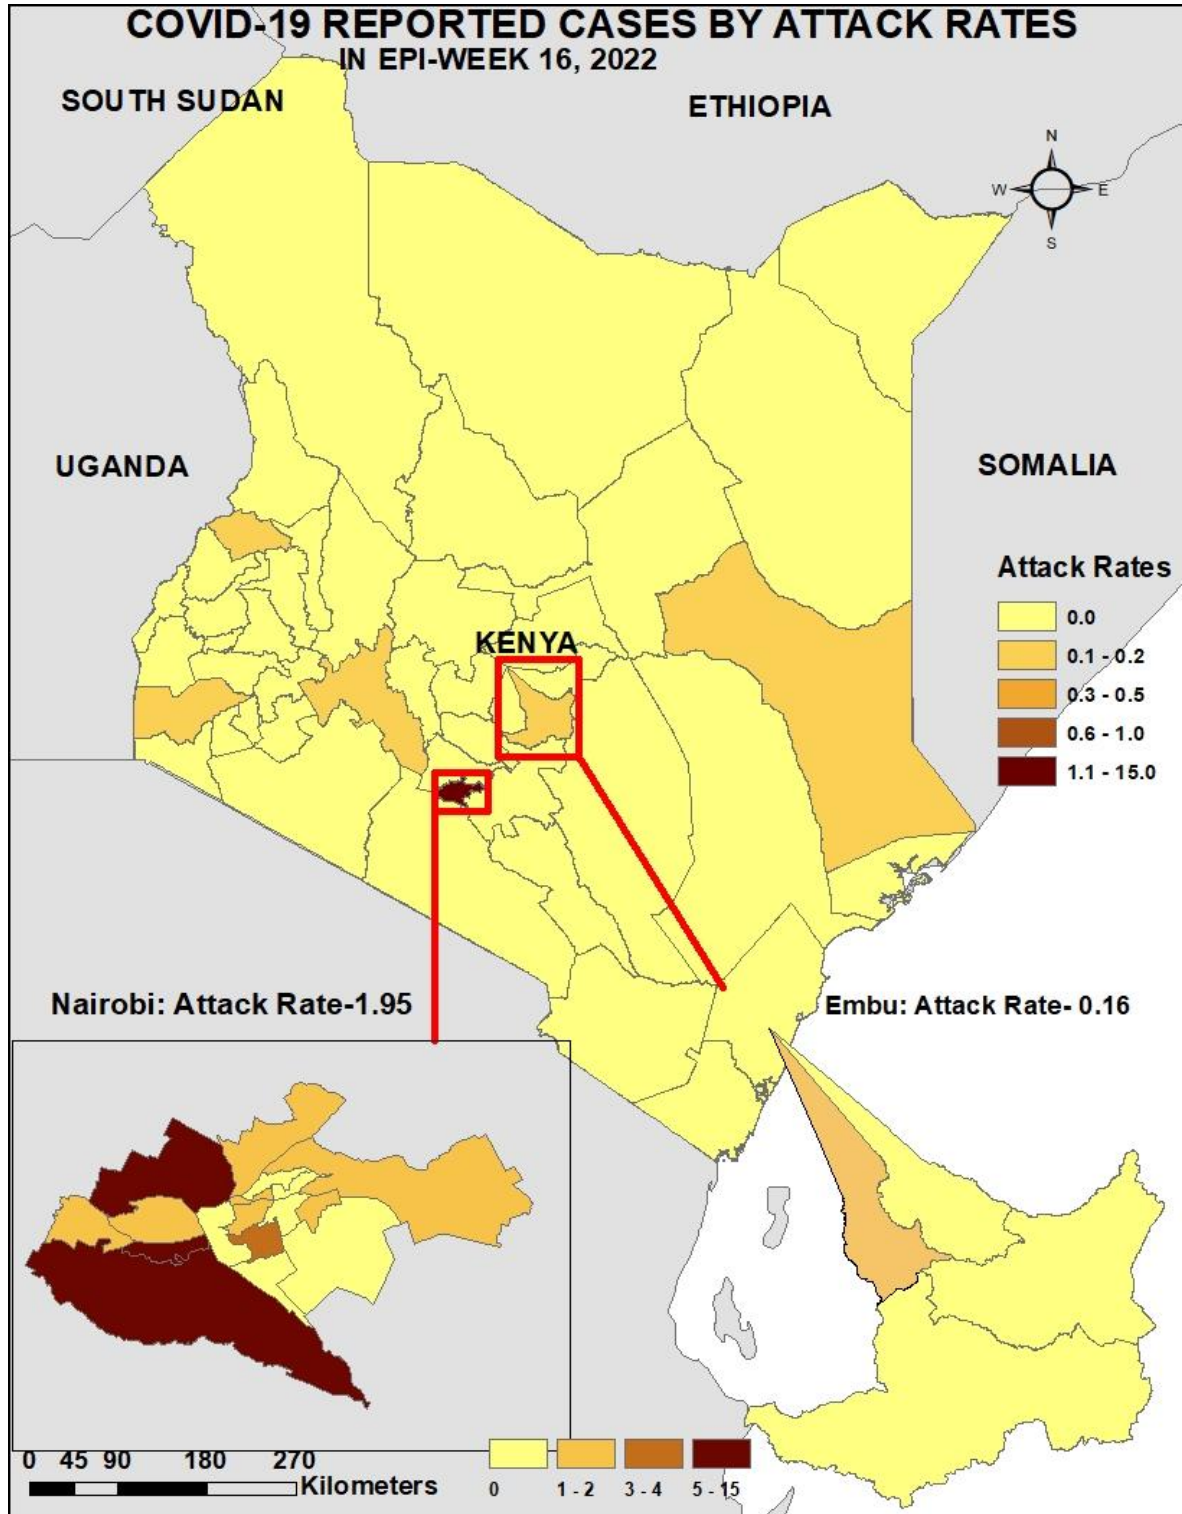 COVID-19 REPORTED CASES BY ATTACK RATES
IN EPI-WEEK 16, 2022
SOUTH SUDAN
ETHIOPIA
N
W E
S
UGANDA
SOMALIA
Attack Rates
0.0
0.1 - 0.2
0.3 - 0.5
0.6 - 1.0
1.1 - 15.0
KENYA
Nairobi: Attack Rate-1.95
Embu: Attack Rate- 0.16
0 45 90 180 270
Kilometers
0 1 - 2 3 - 4 5 - 15